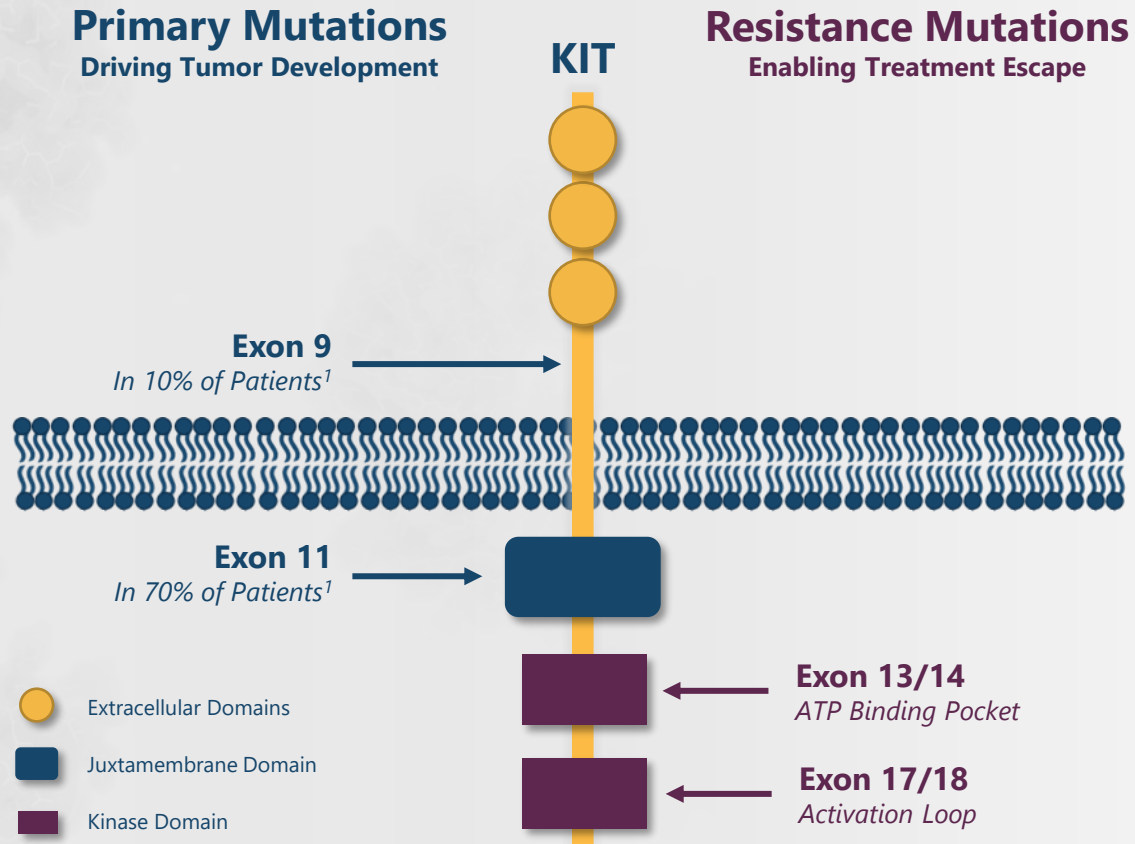 Primary Mutations
Driving Tumor Development
KIT
Resistance Mutations
Enabling Treatment Escape
Exon 9
In 10% of Patients¹
Exon 11
In 70% of Patients¹
Exon 13/14
ATP Binding Pocket
Exon 17/18
Activation Loop
Extracellular Domains
Juxtamembrane Domain
Kinase Domain